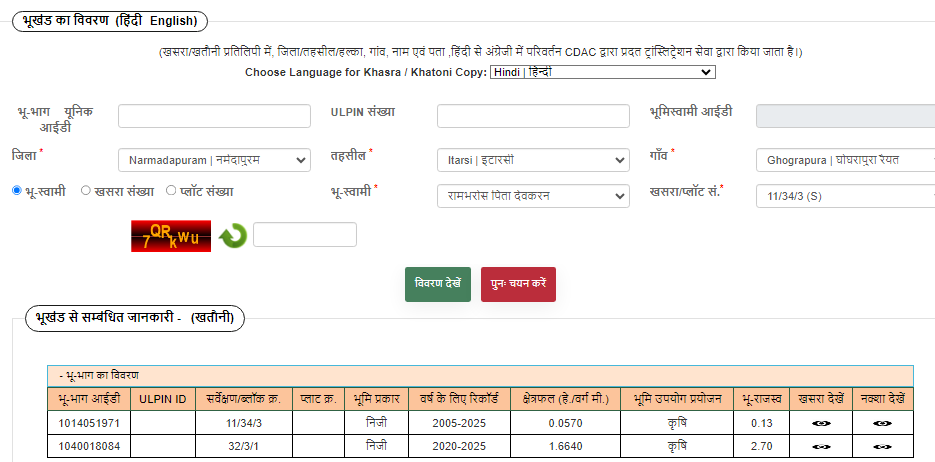 भूखंड का विवरण (हिंदी English)
(खसरा/खतौनी प्रतिलिपी में, जिला/तहसील/हल्का, गांव, नाम एवं पता ,हिंदी से अंग्रेजी में परिवर्तन CDAC द्वारा प्रदत ट्रांस्लिट्रेशन सेवा द्वारा किया जाता है।)
Choose Language for Khasra / Khatoni Copy: Hindi | हिन्दी
भू-भाग यूनिक आईडी ULPIN संख्या भूमिस्वामी आईडी
जिला * Narmadapuram | नर्मदापुरम तहसील * Itarsi | इटारसी गाँव * Ghograpura | घोघरापुरा रैयत
भू-स्वामी खसरा संख्या प्लॉट संख्या भू-स्वामी * रामभरोस पिता देवकरन खसरा/प्लॉट सं.* 11/34/3 (S)
7QRkWu
विवरण देखें पुनः चयन करें
भूखंड से सम्बंधित जानकारी - (खतौनी)
- भू-भाग का विवरण
भू-भाग आईडी ULPIN ID सर्वेक्षण/ब्लॉक क्र. प्लाट क्र. भूमि प्रकार वर्ष के लिए रिकॉर्ड क्षेत्रफल (हे./वर्ग मी.) भूमि उपयोग प्रयोजन भू-राजस्व खसरा देखें नक्शा देखें
1014051971 11/34/3 निजी 2005-2025 0.0570 कृषि 0.13
1040018084 32/3/1 निजी 2020-2025 1.6640 कृषि 2.70